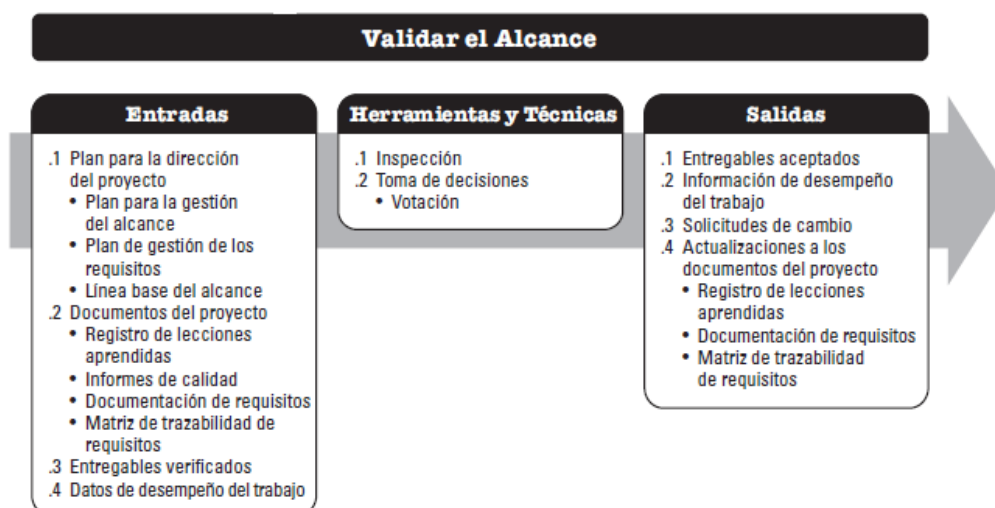 Validar el Alcance
Entradas
.1 Plan para la dirección
del proyecto
• Plan para la gestión
del alcance
• Plan de gestión de los
requisitos
• Línea base del alcance
.2 Documentos del proyecto
• Registro de lecciones
aprendidas
• Informes de calidad
• Documentación de requisitos
• Matriz de trazabilidad de
requisitos
.3 Entregables verificados
.4 Datos de desempeño del trabajo
Herramientas y Técnicas
.1 Inspección
.2 Toma de decisiones
• Votación
Salidas
.1 Entregables aceptados
.2 Información de desempeño
del trabajo
.3 Solicitudes de cambio
.4 Actualizaciones a los
documentos del proyecto
• Registro de lecciones
aprendidas
• Documentación de requisitos
• Matriz de trazabilidad
de requisitos